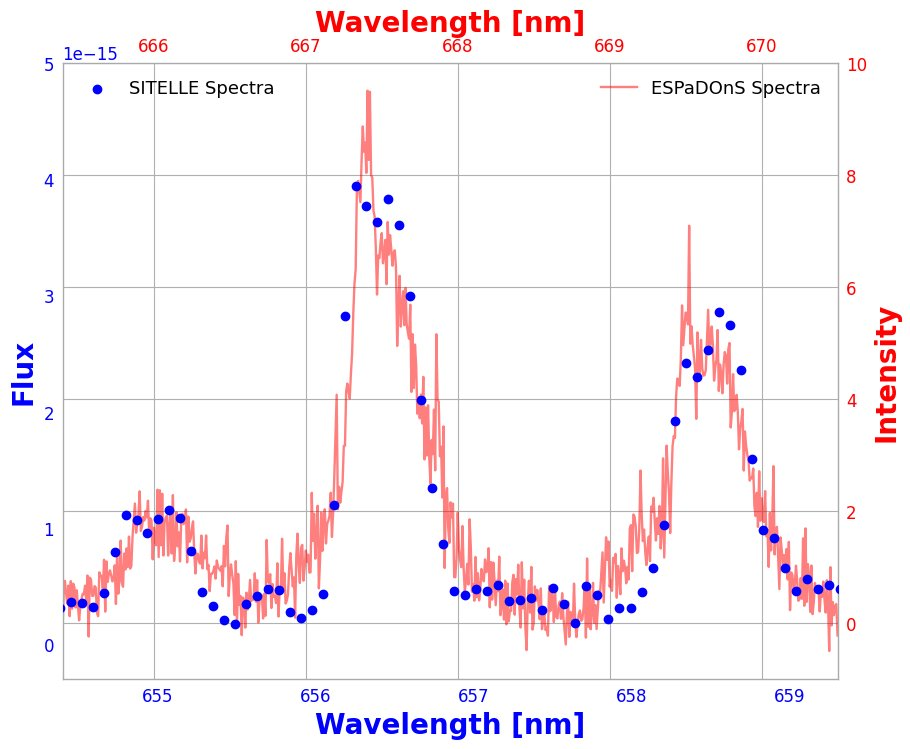 Wavelength [nm]
666 667 668 669 670
1e−15
5 10
SITELLE Spectra ESPaDOnS Spectra
4 8
3 6
Flux Intensity
2 4
1 2
0 0
655 656 657 658 659
Wavelength [nm]